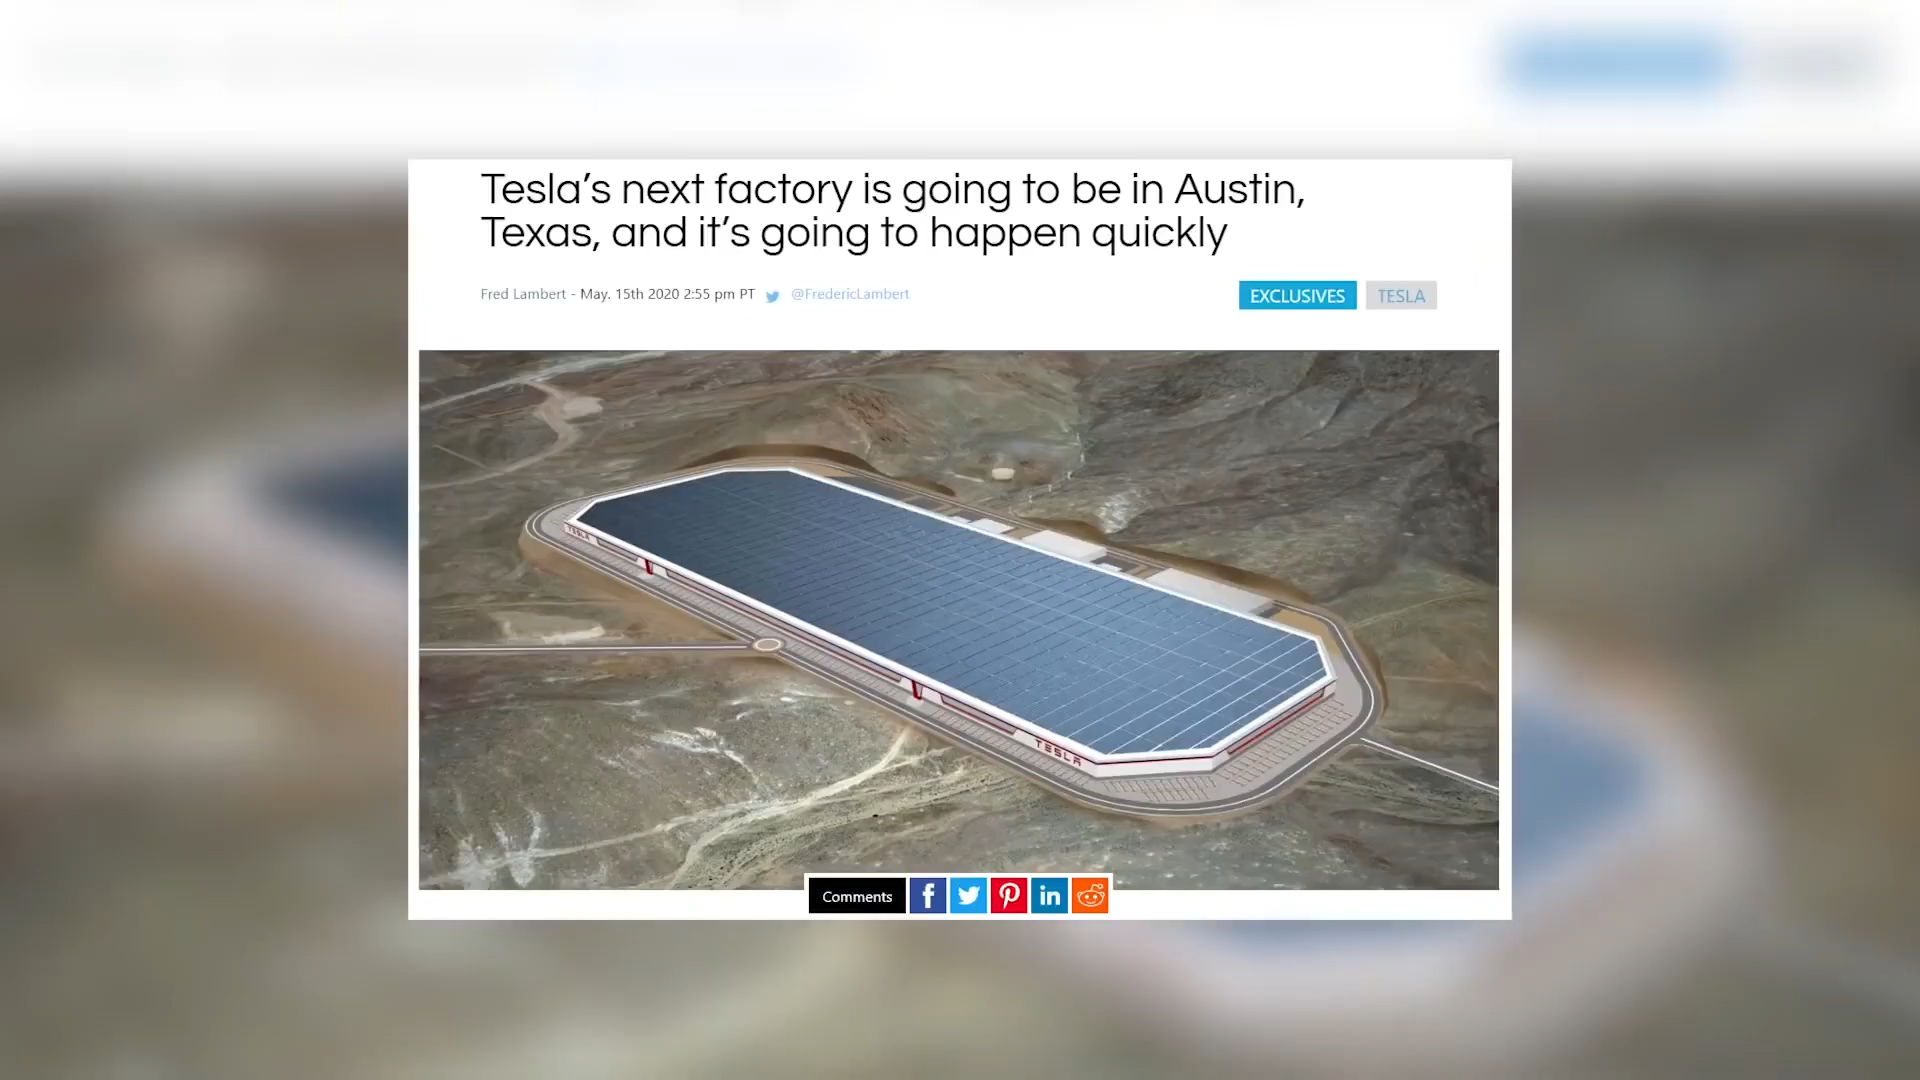 Tesla’s next factory is going to be in Austin,
Texas, and it’s going to happen quickly
Fred Lambert - May. 15th 2020 2:55 pm PT @FredericLambert
EXCLUSIVES TESLA
TESLA
TESLA
Comments